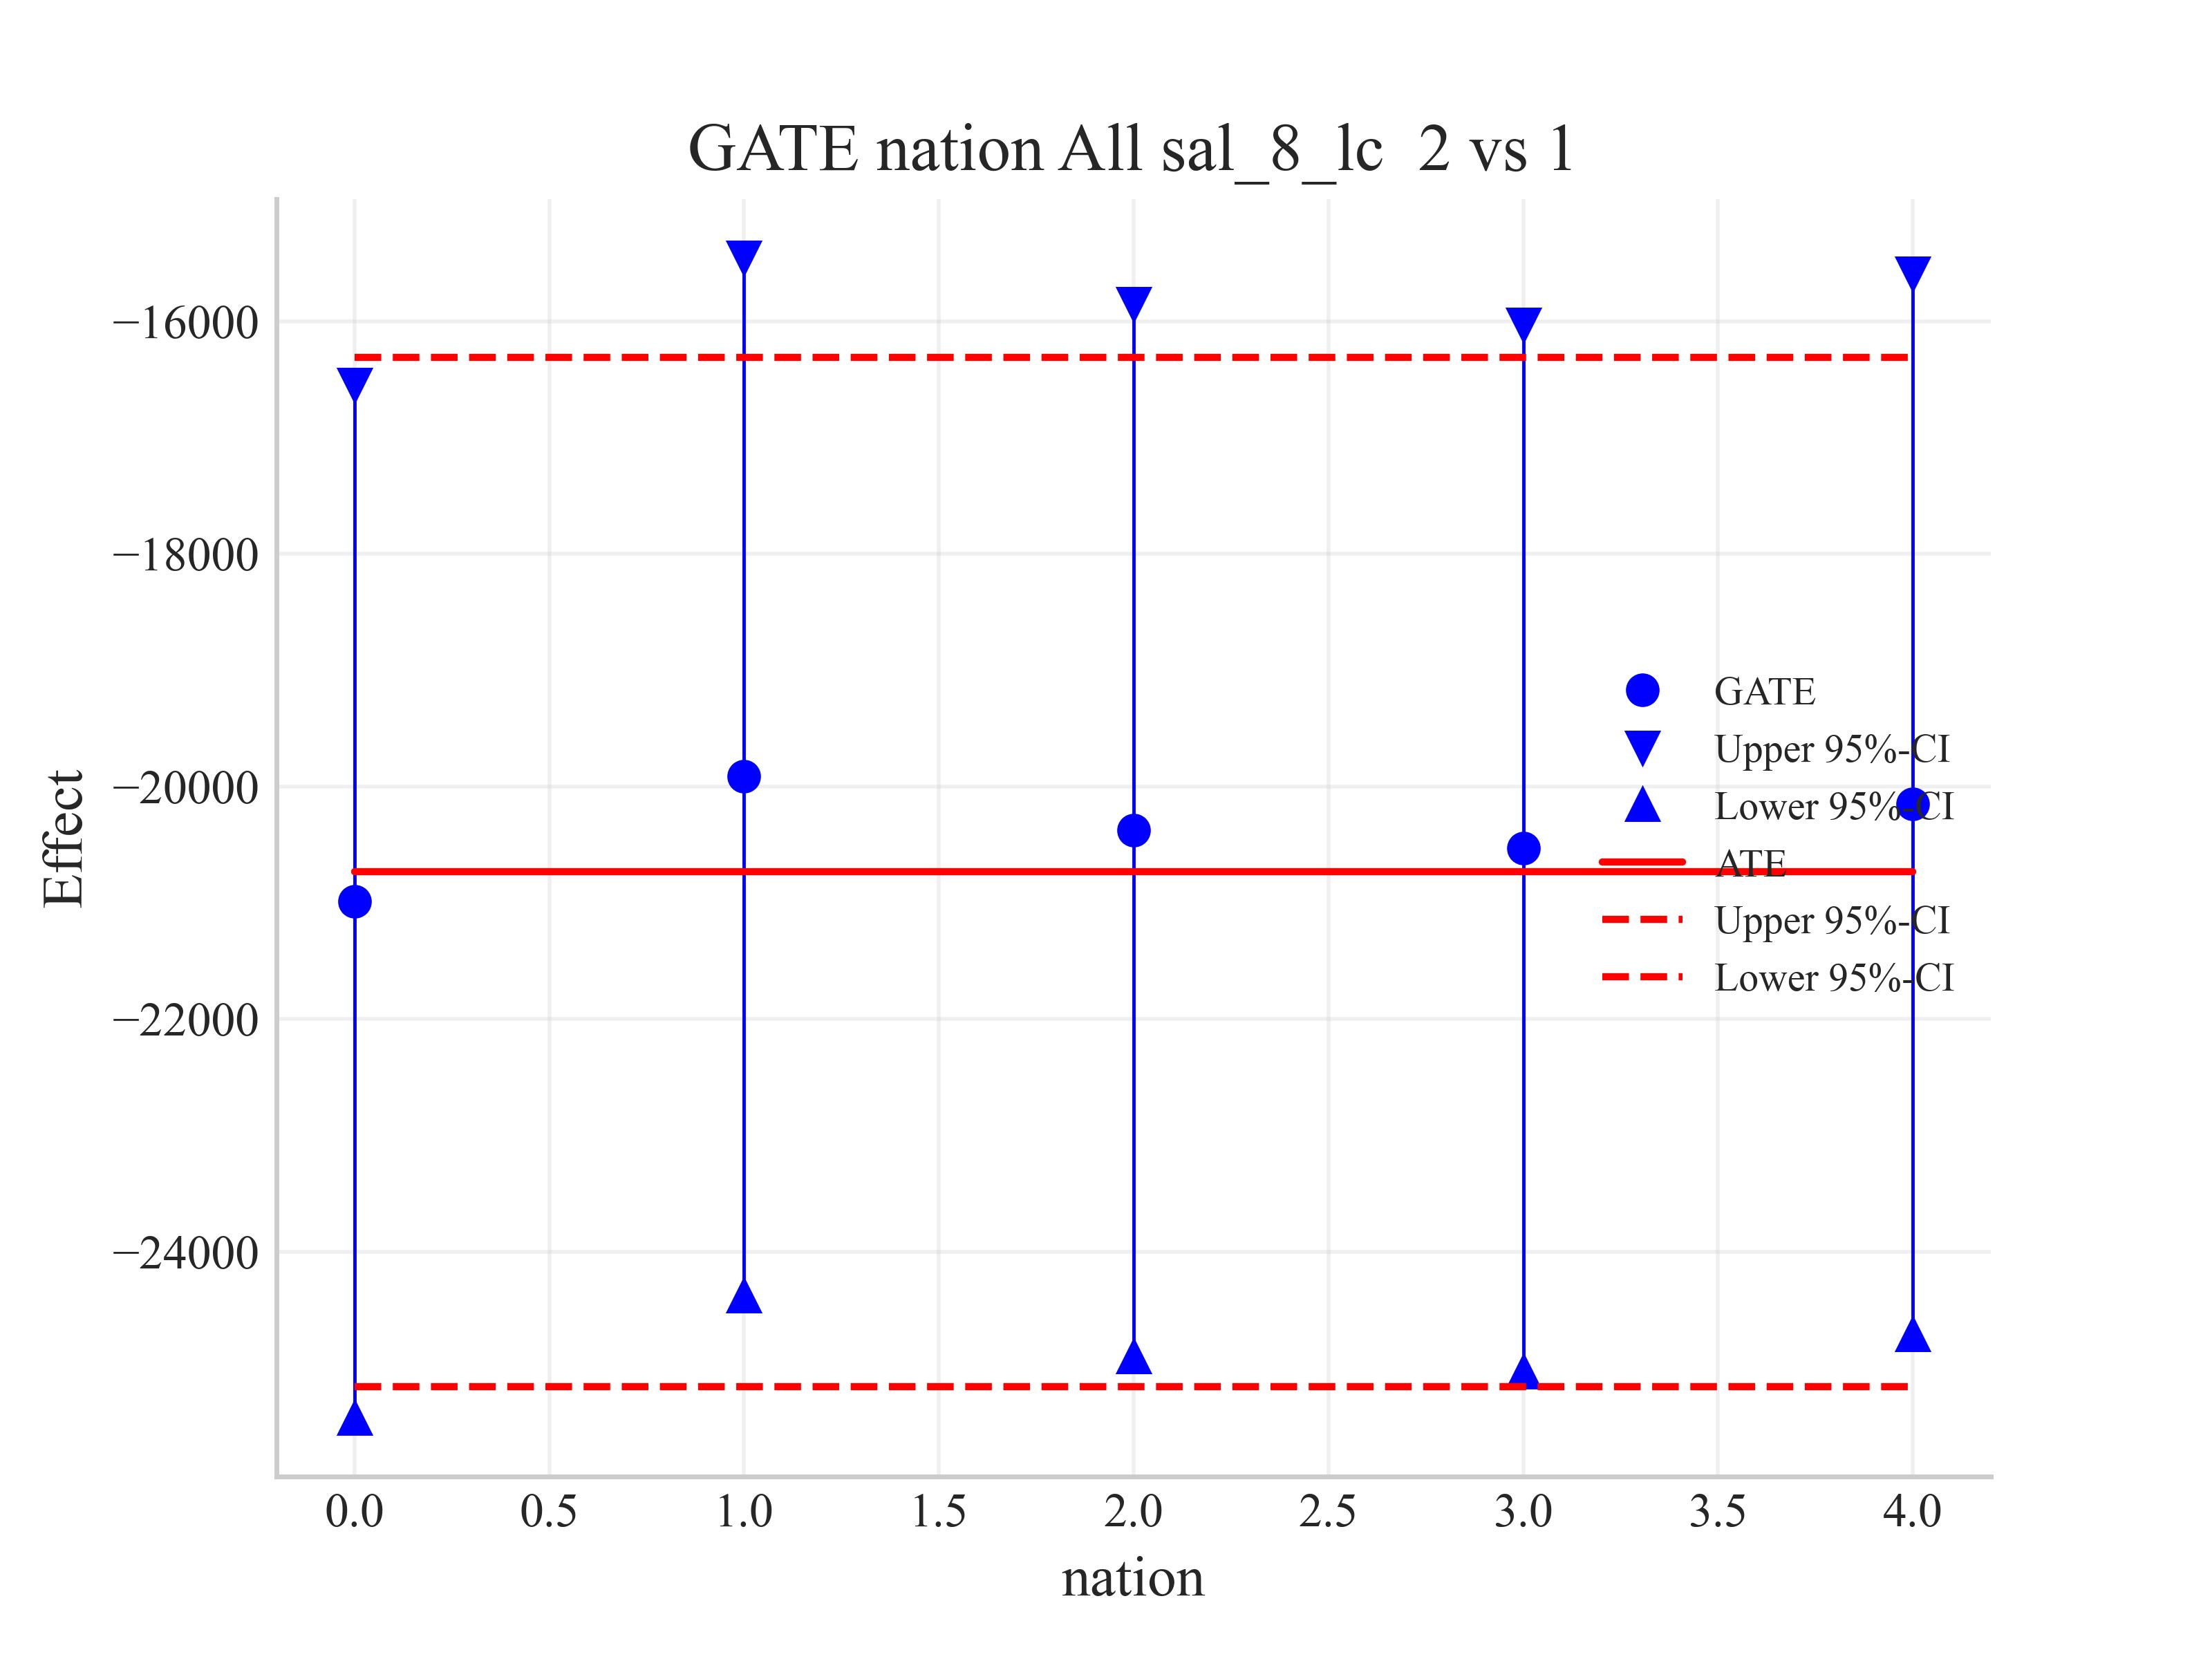 GATE nation All sal_8_lc  2 vs 1
Effect
−16000
−18000
−20000
−22000
−24000
GATE
Upper 95%-CI
Lower 95%-CI
ATE
Upper 95%-CI
Lower 95%-CI
0.0 0.5 1.0 1.5 2.0 2.5 3.0 3.5 4.0
nation